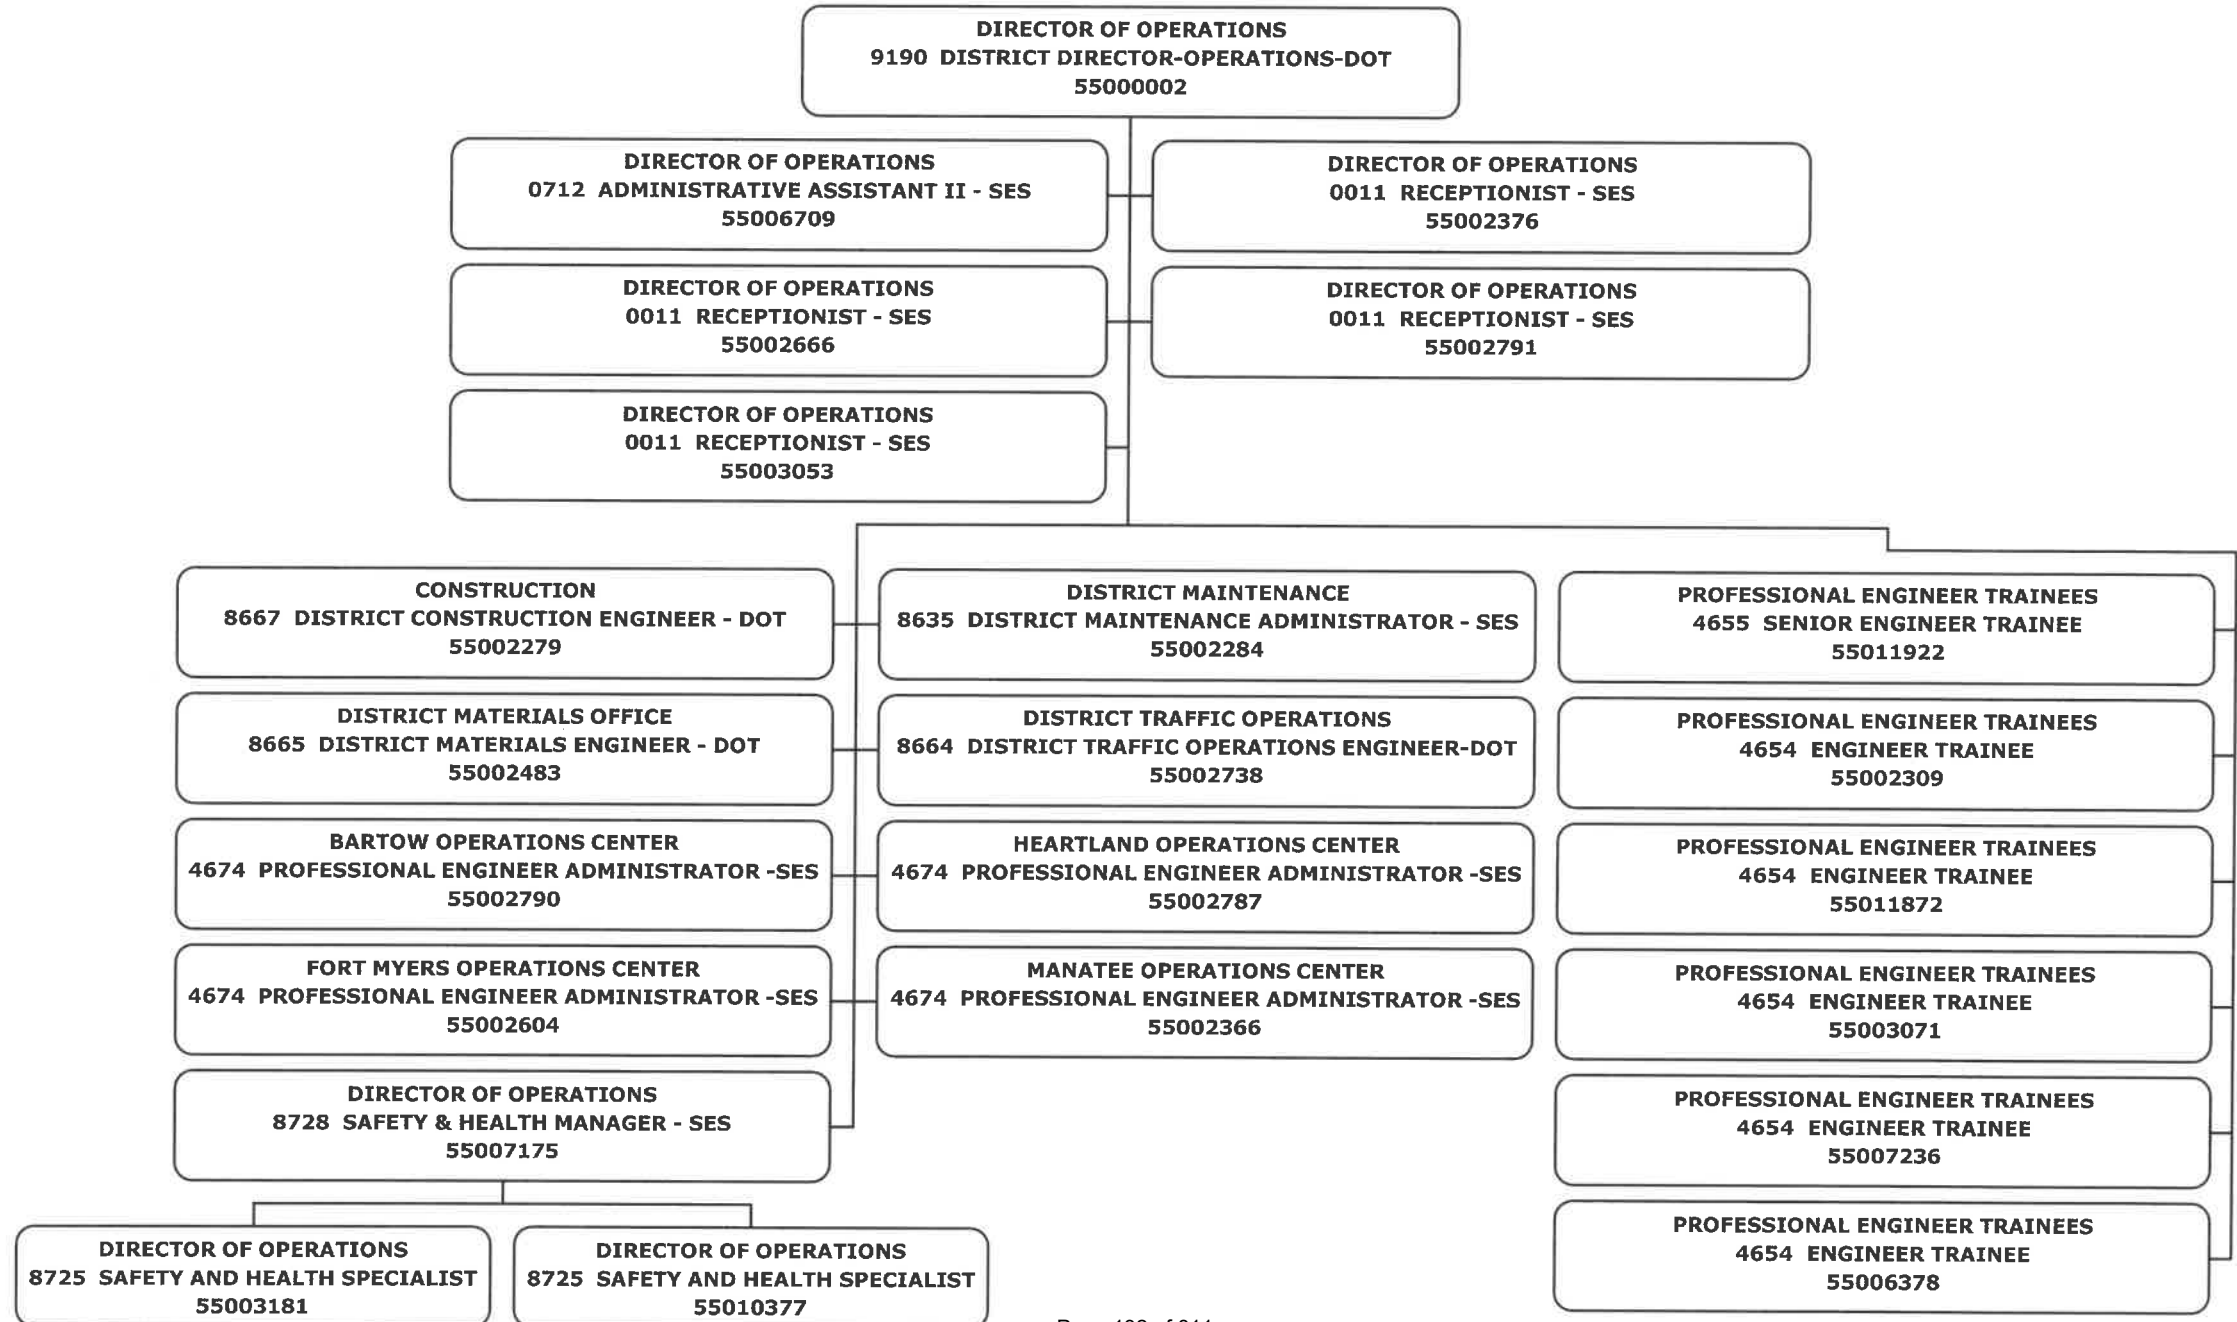 DIRECTOR OF OPERATIONS
9190 DISTRICT DIRECTOR-OPERATIONS-DOT
55000002
DIRECTOR OF OPERATIONS
0712 ADMINISTRATIVE ASSISTANT II - SES
55006709
DIRECTOR OF OPERATIONS
0011 RECEPTIONIST - SES
55002376
DIRECTOR OF OPERATIONS
0011 RECEPTIONIST - SES
55002666
DIRECTOR OF OPERATIONS
0011 RECEPTIONIST - SES
55002791
DIRECTOR OF OPERATIONS
0011 RECEPTIONIST - SES
55003053
CONSTRUCTION
8667 DISTRICT CONSTRUCTION ENGINEER - DOT
55002279
DISTRICT MAINTENANCE
8635 DISTRICT MAINTENANCE ADMINISTRATOR - SES
55002284
PROFESSIONAL ENGINEER TRAINEES
4655 SENIOR ENGINEER TRAINEE
55011922
DISTRICT MATERIALS OFFICE
8665 DISTRICT MATERIALS ENGINEER - DOT
55002483
DISTRICT TRAFFIC OPERATIONS
8664 DISTRICT TRAFFIC OPERATIONS ENGINEER-DOT
55002738
PROFESSIONAL ENGINEER TRAINEES
4654 ENGINEER TRAINEE
55002309
BARTOW OPERATIONS CENTER
4674 PROFESSIONAL ENGINEER ADMINISTRATOR -SES
55002790
HEARTLAND OPERATIONS CENTER
4674 PROFESSIONAL ENGINEER ADMINISTRATOR -SES
55002787
PROFESSIONAL ENGINEER TRAINEES
4654 ENGINEER TRAINEE
55011872
FORT MYERS OPERATIONS CENTER
4674 PROFESSIONAL ENGINEER ADMINISTRATOR -SES
55002604
MANATEE OPERATIONS CENTER
4674 PROFESSIONAL ENGINEER ADMINISTRATOR -SES
55002366
PROFESSIONAL ENGINEER TRAINEES
4654 ENGINEER TRAINEE
55003071
DIRECTOR OF OPERATIONS
8728 SAFETY & HEALTH MANAGER - SES
55007175
PROFESSIONAL ENGINEER TRAINEES
4654 ENGINEER TRAINEE
55007236
DIRECTOR OF OPERATIONS
8725 SAFETY AND HEALTH SPECIALIST
55003181
DIRECTOR OF OPERATIONS
8725 SAFETY AND HEALTH SPECIALIST
55010377
PROFESSIONAL ENGINEER TRAINEES
4654 ENGINEER TRAINEE
55006378